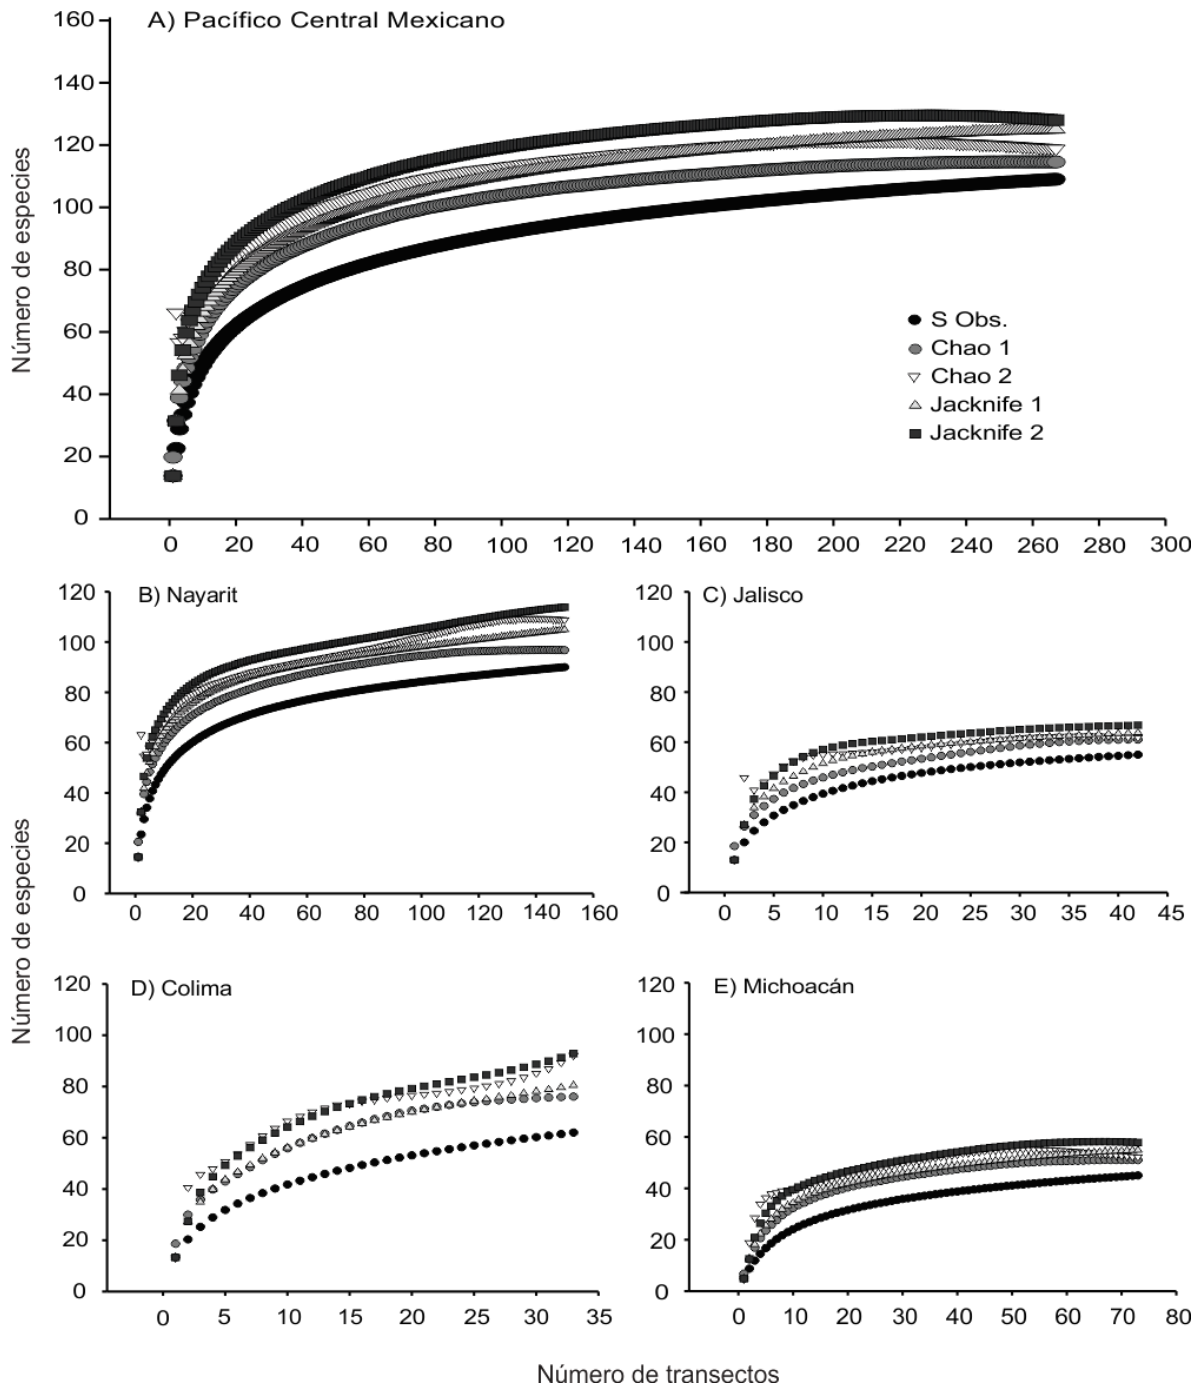 A) Pacífico Central Mexicano
160
140
120
100
80
60
40
20
0
Número de especies
S Obs.
Chao 1
Chao 2
Jacknife 1
Jacknife 2
0 20 40 60 80 100 120 140 160 180 200 220 240 260 280 300
B) Nayarit
120
100
80
60
40
20
0
0 20 40 60 80 100 120 140 160
C) Jalisco
120
100
80
60
40
20
0
0 5 10 15 20 25 30 35 40 45
Número de especies
D) Colima
120
100
80
60
40
20
0
0 5 10 15 20 25 30 35
E) Michoacán
120
100
80
60
40
20
0
0 10 20 30 40 50 60 70 80
Número de transectos